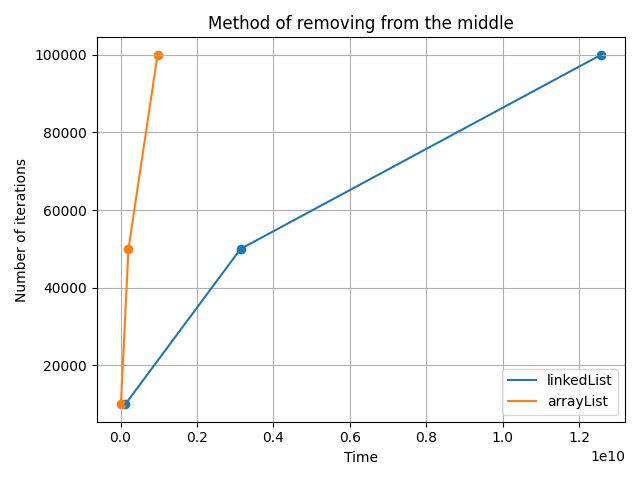 Method of removing from the middle
Number of iterations
100000
80000
60000
40000
20000
0.0 0.2 0.4 0.6 0.8 1.0 1.2
1e10
Time
linkedList
arrayList